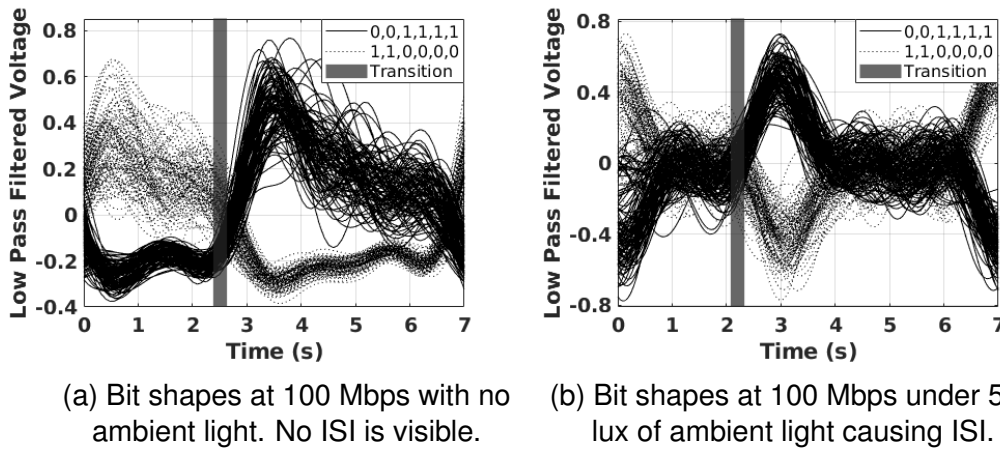 Low Pass Filtered Voltage
0.8
0.6
0.4
0.2
0
-0.2
-0.4
0 1 2 3 4 5 6 7
Time (s)
0,0,1,1,1,1
1,1,0,0,0,0
Transition
(a) Bit shapes at 100 Mbps with no
ambient light. No ISI is visible.
Low Pass Filtered Voltage
0.8
0.4
0
-0.4
-0.8
0 1 2 3 4 5 6 7
Time (s)
0,0,1,1,1,1
1,1,0,0,0,0
Transition
(b) Bit shapes at 100 Mbps under 5
lux of ambient light causing ISI.